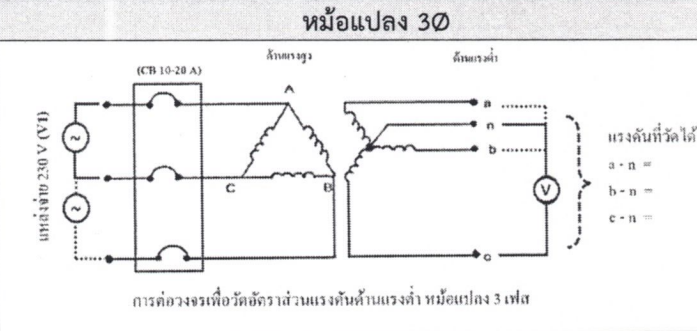 หม้อแปลง 3Ø
ด้านแรงสูง
ด้านแรงต่ำ
(CB 10-20 A)
A
a
n
b
แรงดันที่วัดได้
a - n =
b - n =
c - n =
แหล่งจ่าย 230 V (V1)
~
~
C
B
V
c
การต่อวงจรเพื่อวัดอัตราส่วนแรงดันด้านแรงต่ำ หม้อแปลง 3 เฟส